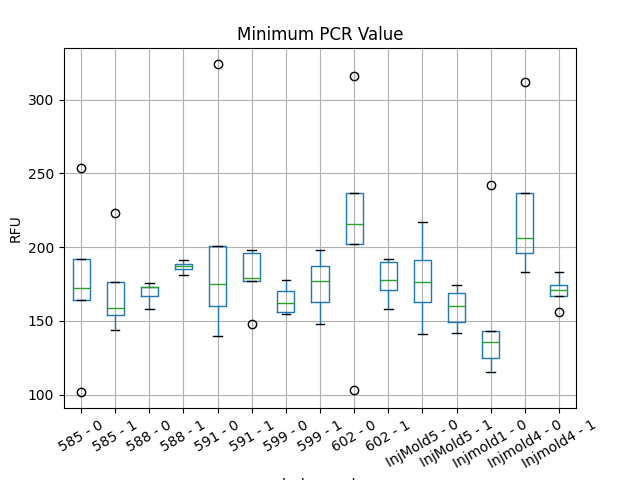 Minimum PCR Value
RFU
300
250
200
150
100
585 - 0
585 - 1
588 - 0
588 - 1
591 - 0
591 - 1
599 - 0
599 - 1
602 - 0
602 - 1
InjMold5 - 0
InjMold5 - 1
Injmold1 - 0
Injmold4 - 0
Injmold4 - 1